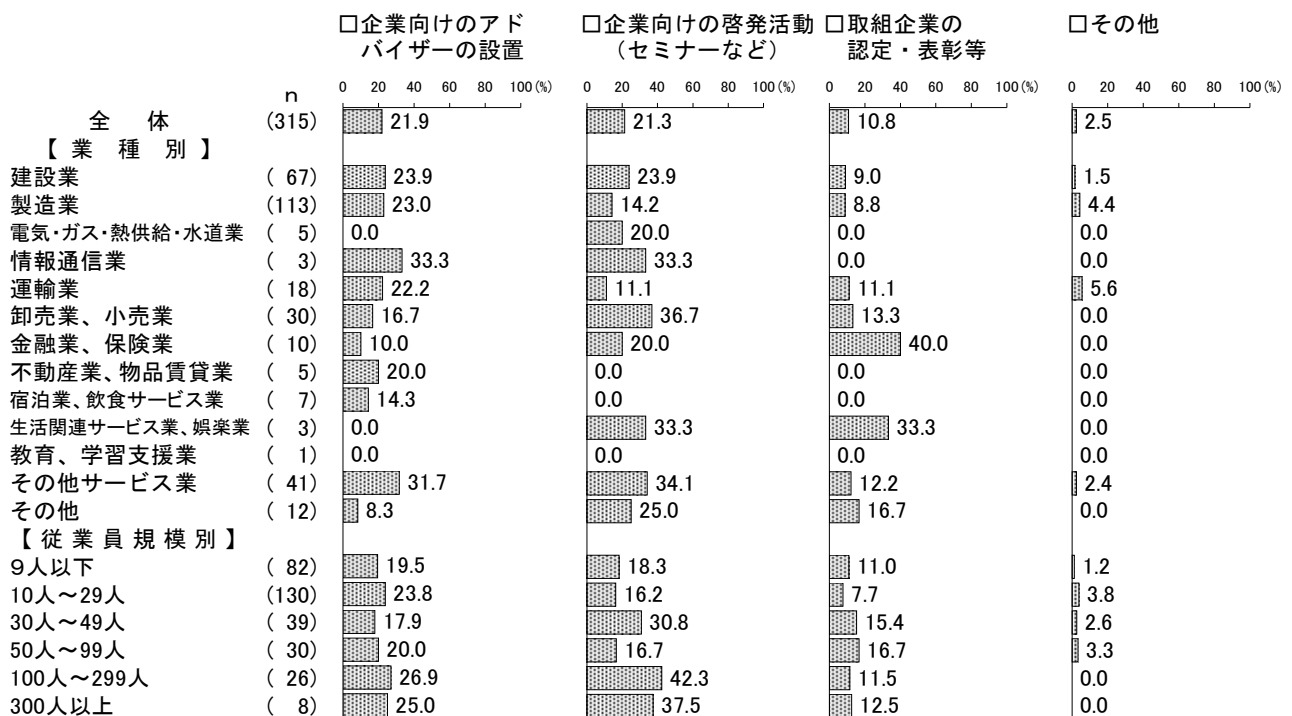 □企業向けのアド □企業向けの啓発活動 □取組企業の □その他
バイザーの設置 (セミナーなど) 認定・表彰等
n 0 20 40 60 80 100(%) 0 20 40 60 80 100(%) 0 20 40 60 80 100(%) 0 20 40 60 80 100(%)
全 体 (315) 21.9 21.3 10.8 2.5
【 業 種 別 】
建設業 ( 67) 23.9 23.9 9.0 1.5
製造業 (113) 23.0 14.2 8.8 4.4
電気・ガス・熱供給・水道業 ( 5) 0.0 20.0 0.0 0.0
情報通信業 ( 3) 33.3 33.3 0.0 0.0
運輸業 ( 18) 22.2 11.1 11.1 5.6
卸売業、小売業 ( 30) 16.7 36.7 13.3 0.0
金融業、保険業 ( 10) 10.0 20.0 40.0 0.0
不動産業、物品賃貸業 ( 5) 20.0 0.0 0.0 0.0
宿泊業、飲食サービス業 ( 7) 14.3 0.0 0.0 0.0
生活関連サービス業、娯楽業 ( 3) 0.0 33.3 33.3 0.0
教育、学習支援業 ( 1) 0.0 0.0 0.0 0.0
その他サービス業 ( 41) 31.7 34.1 12.2 2.4
その他 ( 12) 8.3 25.0 16.7 0.0
【 従 業 員 規 模 別 】
9人以下 ( 82) 19.5 18.3 11.0 1.2
10人～29人 (130) 23.8 16.2 7.7 3.8
30人～49人 ( 39) 17.9 30.8 15.4 2.6
50人～99人 ( 30) 20.0 16.7 16.7 3.3
100人～299人 ( 26) 26.9 42.3 11.5 0.0
300人以上 ( 8) 25.0 37.5 12.5 0.0